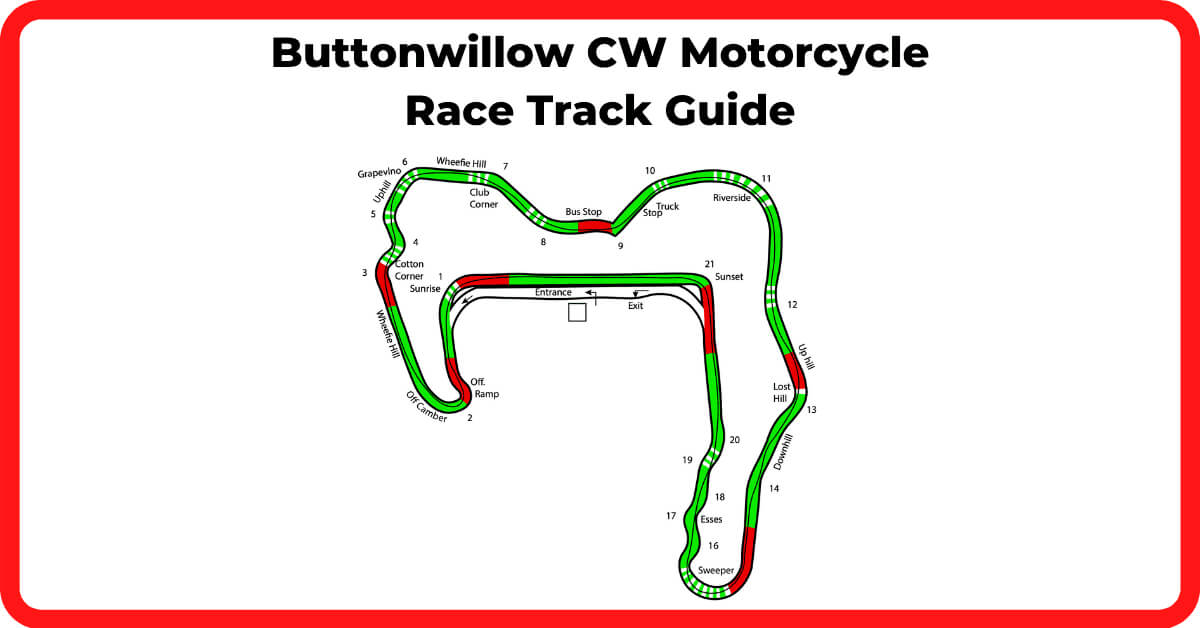 Buttonwillow CW Motorcycle
Race Track Guide
6
Wheelie Hill
7
Grapevino
Uphill
Club
Corner
5
4
3
Cotton
Corner
1
Sunrise
Wheelie Hill
Off Camber
Off.
Ramp
2
8
Bus Stop
9
10
Truck
Stop
Riverside
11
12
Up hill
Lost
Hill
13
Downhill
14
21
Sunset
Entrance
Exit
20
19
18
17
Esses
16
Sweeper